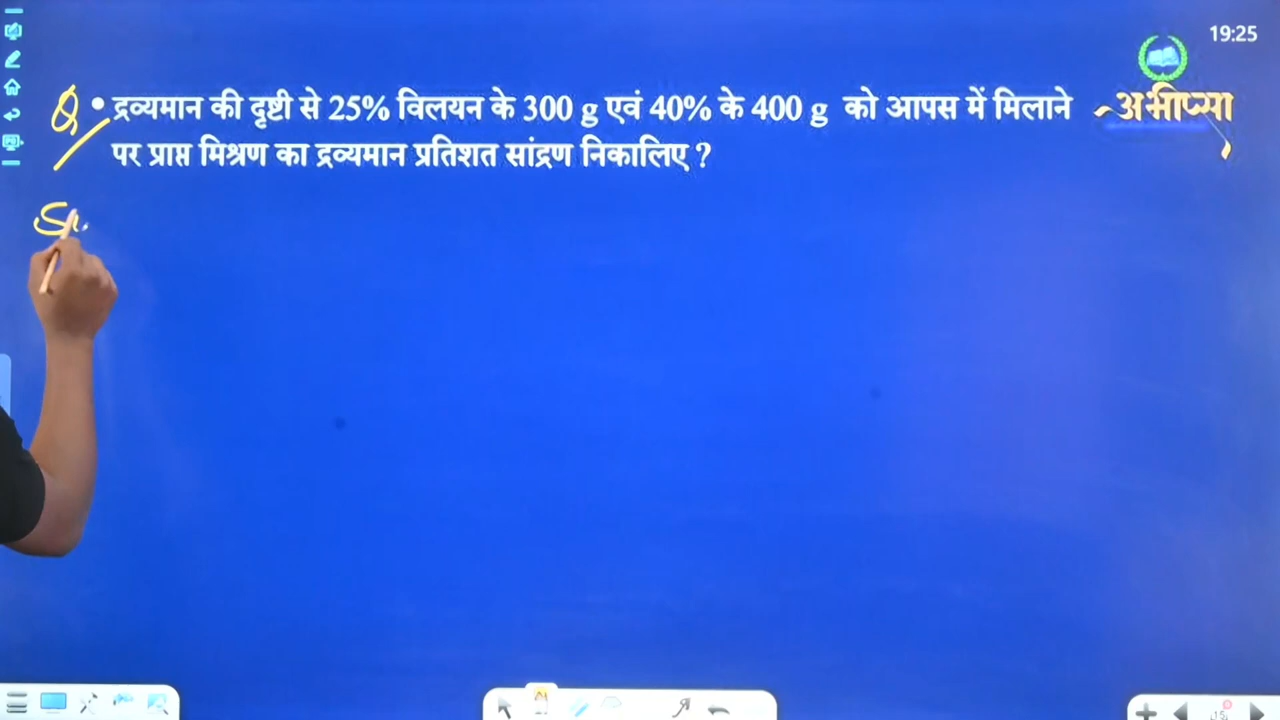 19:25
Q. • द्रव्यमान की दृष्टी से 25% विलयन के 300 g एवं 40% के 400 g को आपस में मिलाने
पर प्राप्त मिश्रण का द्रव्यमान प्रतिशत सांद्रण निकालिए ?
अभीप्सा